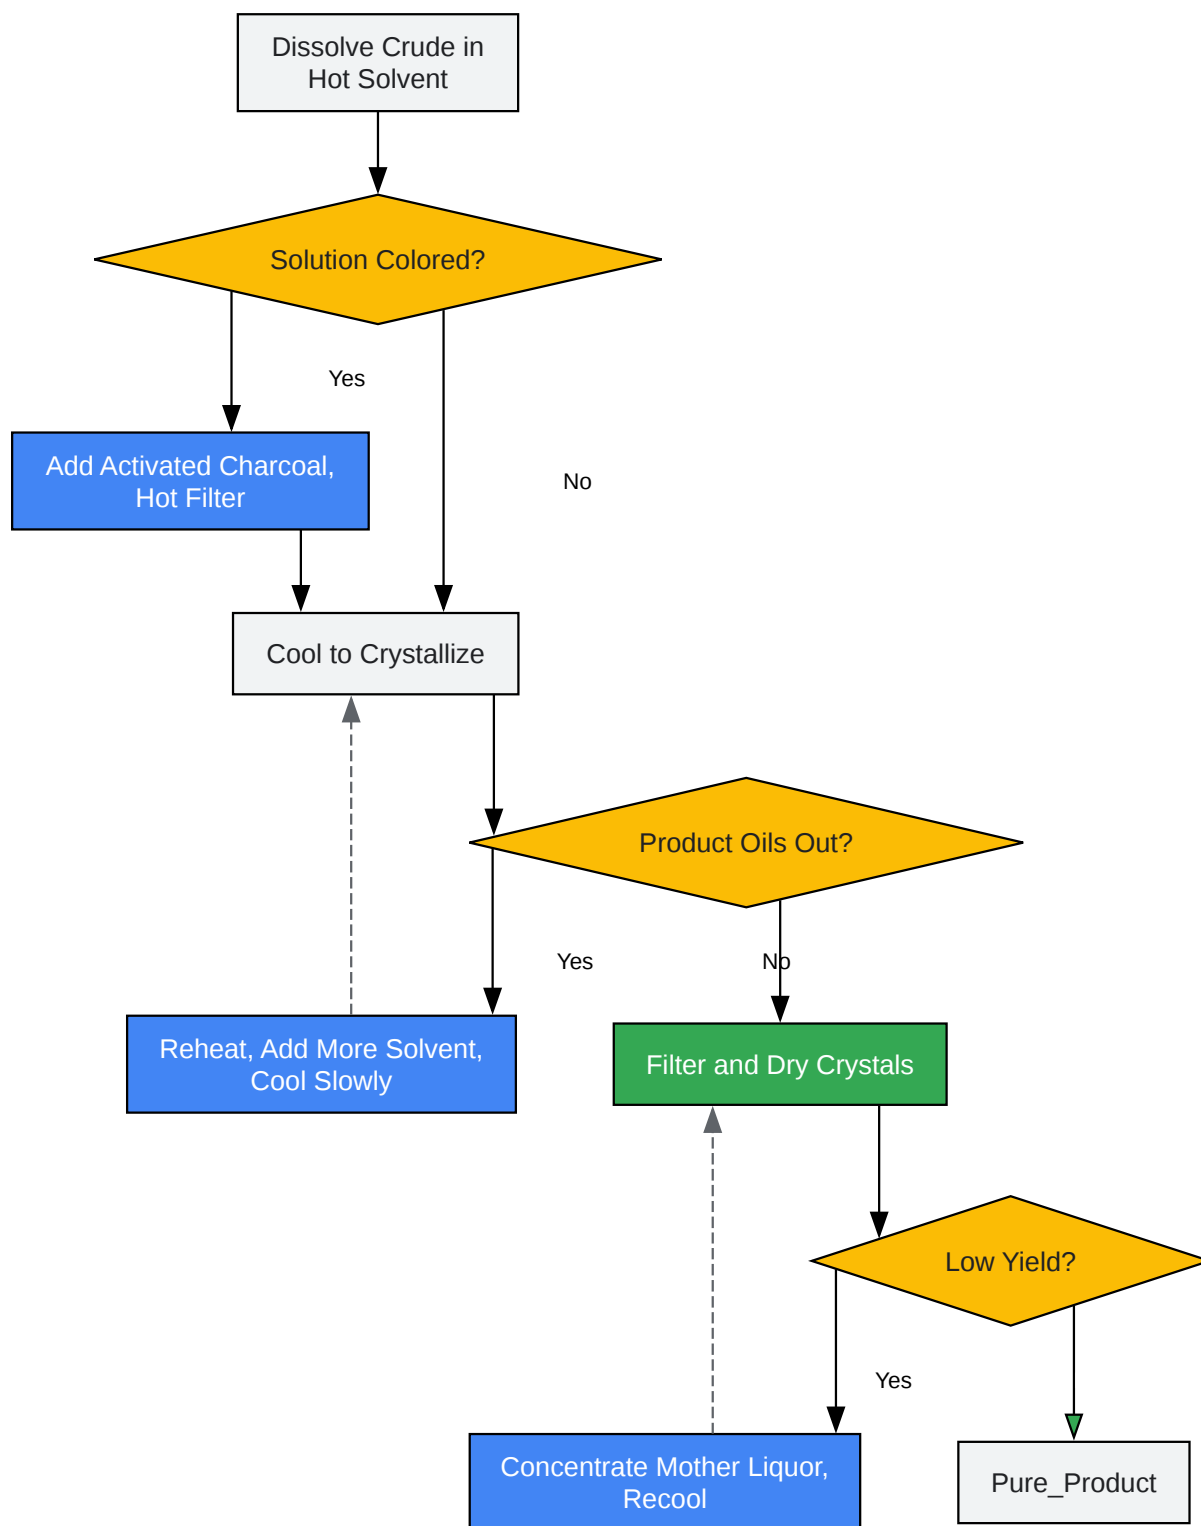 Dissolve Crude in
Hot Solvent
Solution Colored?
Yes
Add Activated Charcoal,
Hot Filter
No
Cool to Crystallize
Product Oils Out?
Yes
No
Reheat, Add More Solvent,
Cool Slowly
Filter and Dry Crystals
Low Yield?
Yes
Concentrate Mother Liquor,
Recool
Pure_Product